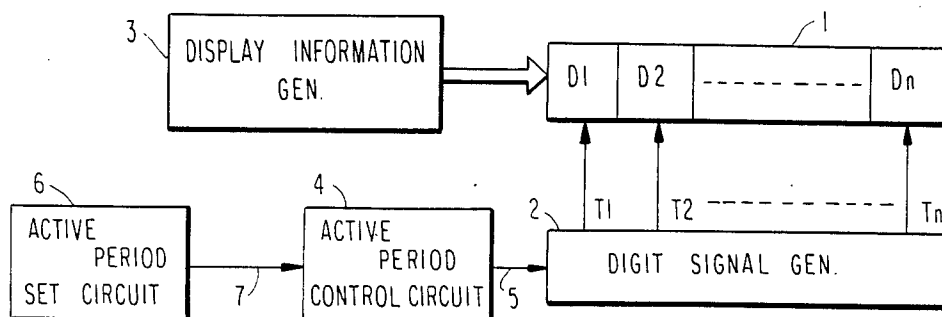 3
DISPLAY INFORMATION
GEN.
1
D1 D2 Dn
6
ACTIVE
PERIOD
SET CIRCUIT
7
4
ACTIVE
PERIOD
CONTROL CIRCUIT
5
T1 T2 Tn
2
DIGIT SIGNAL GEN.